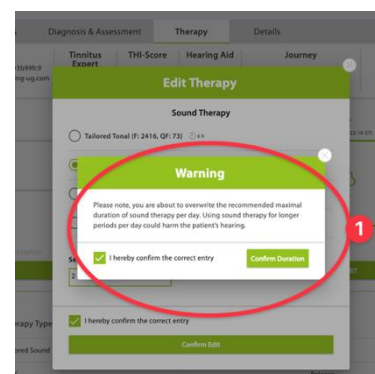 Diagnosis & Assessment Therapy Details
Tinnitus Expert THI-Score Hearing Aid Journey
Edit Therapy
Sound Therapy
Tailored Tonal (F: 2416, QF: 73)
Warning
Please note, you are about to overwrite the recommended maximal
duration of sound therapy per day. Using sound therapy for longer
periods per day could harm the patient's hearing.
1
I hereby confirm the correct entry Confirm Duration
2
I hereby confirm the correct entry
Confirm Edit